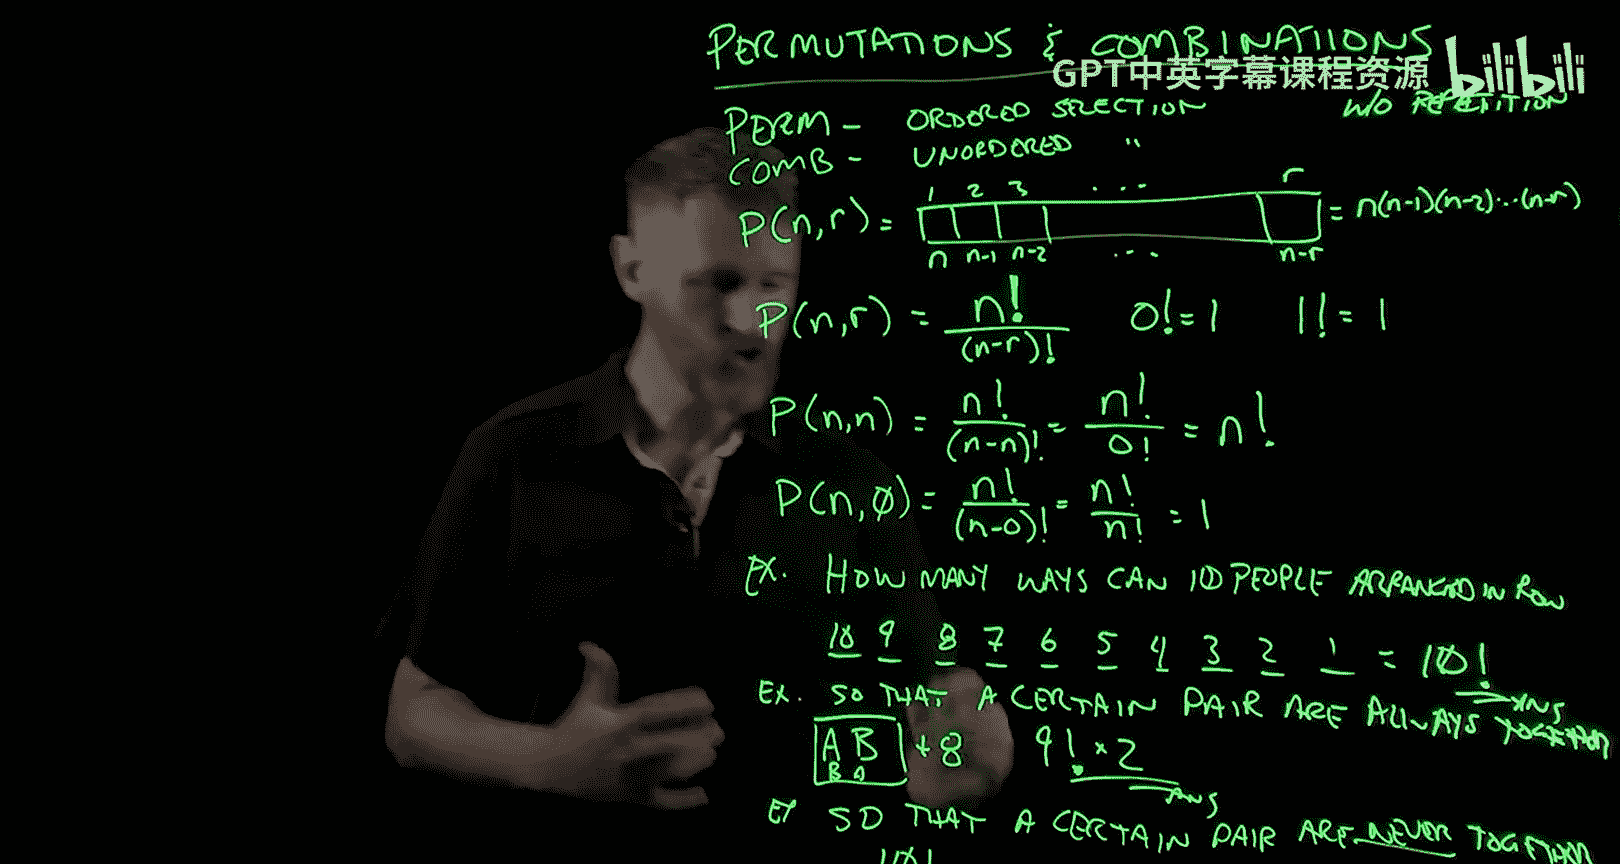 PERMUTATIONS & COMBINATIONS
GPT中英字幕课程资源 bilibili
PERM - ORDERED SELECTION W/O REPETITION
COMB - UNORDERED "
1 2 3 ... r
P(n,r) = = n(n-1)(n-2)...(n-r)
n n-1 n-2 ... n-r
P(n,r) = n!/(n-r)! 0! = 1 1! = 1
P(n,n) = n!/(n-n)! = n!/0! = n!
P(n,0) = n!/(n-0)! = n!/n! = 1
EX. HOW MANY WAYS CAN 10 PEOPLE ARRANGED IN ROW
10 9 8 7 6 5 4 3 2 1 = 10!
ANS
EX. SO THAT A CERTAIN PAIR ARE ALWAYS TOGETHER
AB + 8 9! × 2
BA
ANS
EX SO THAT A CERTAIN PAIR ARE NEVER TOGETHER
10!